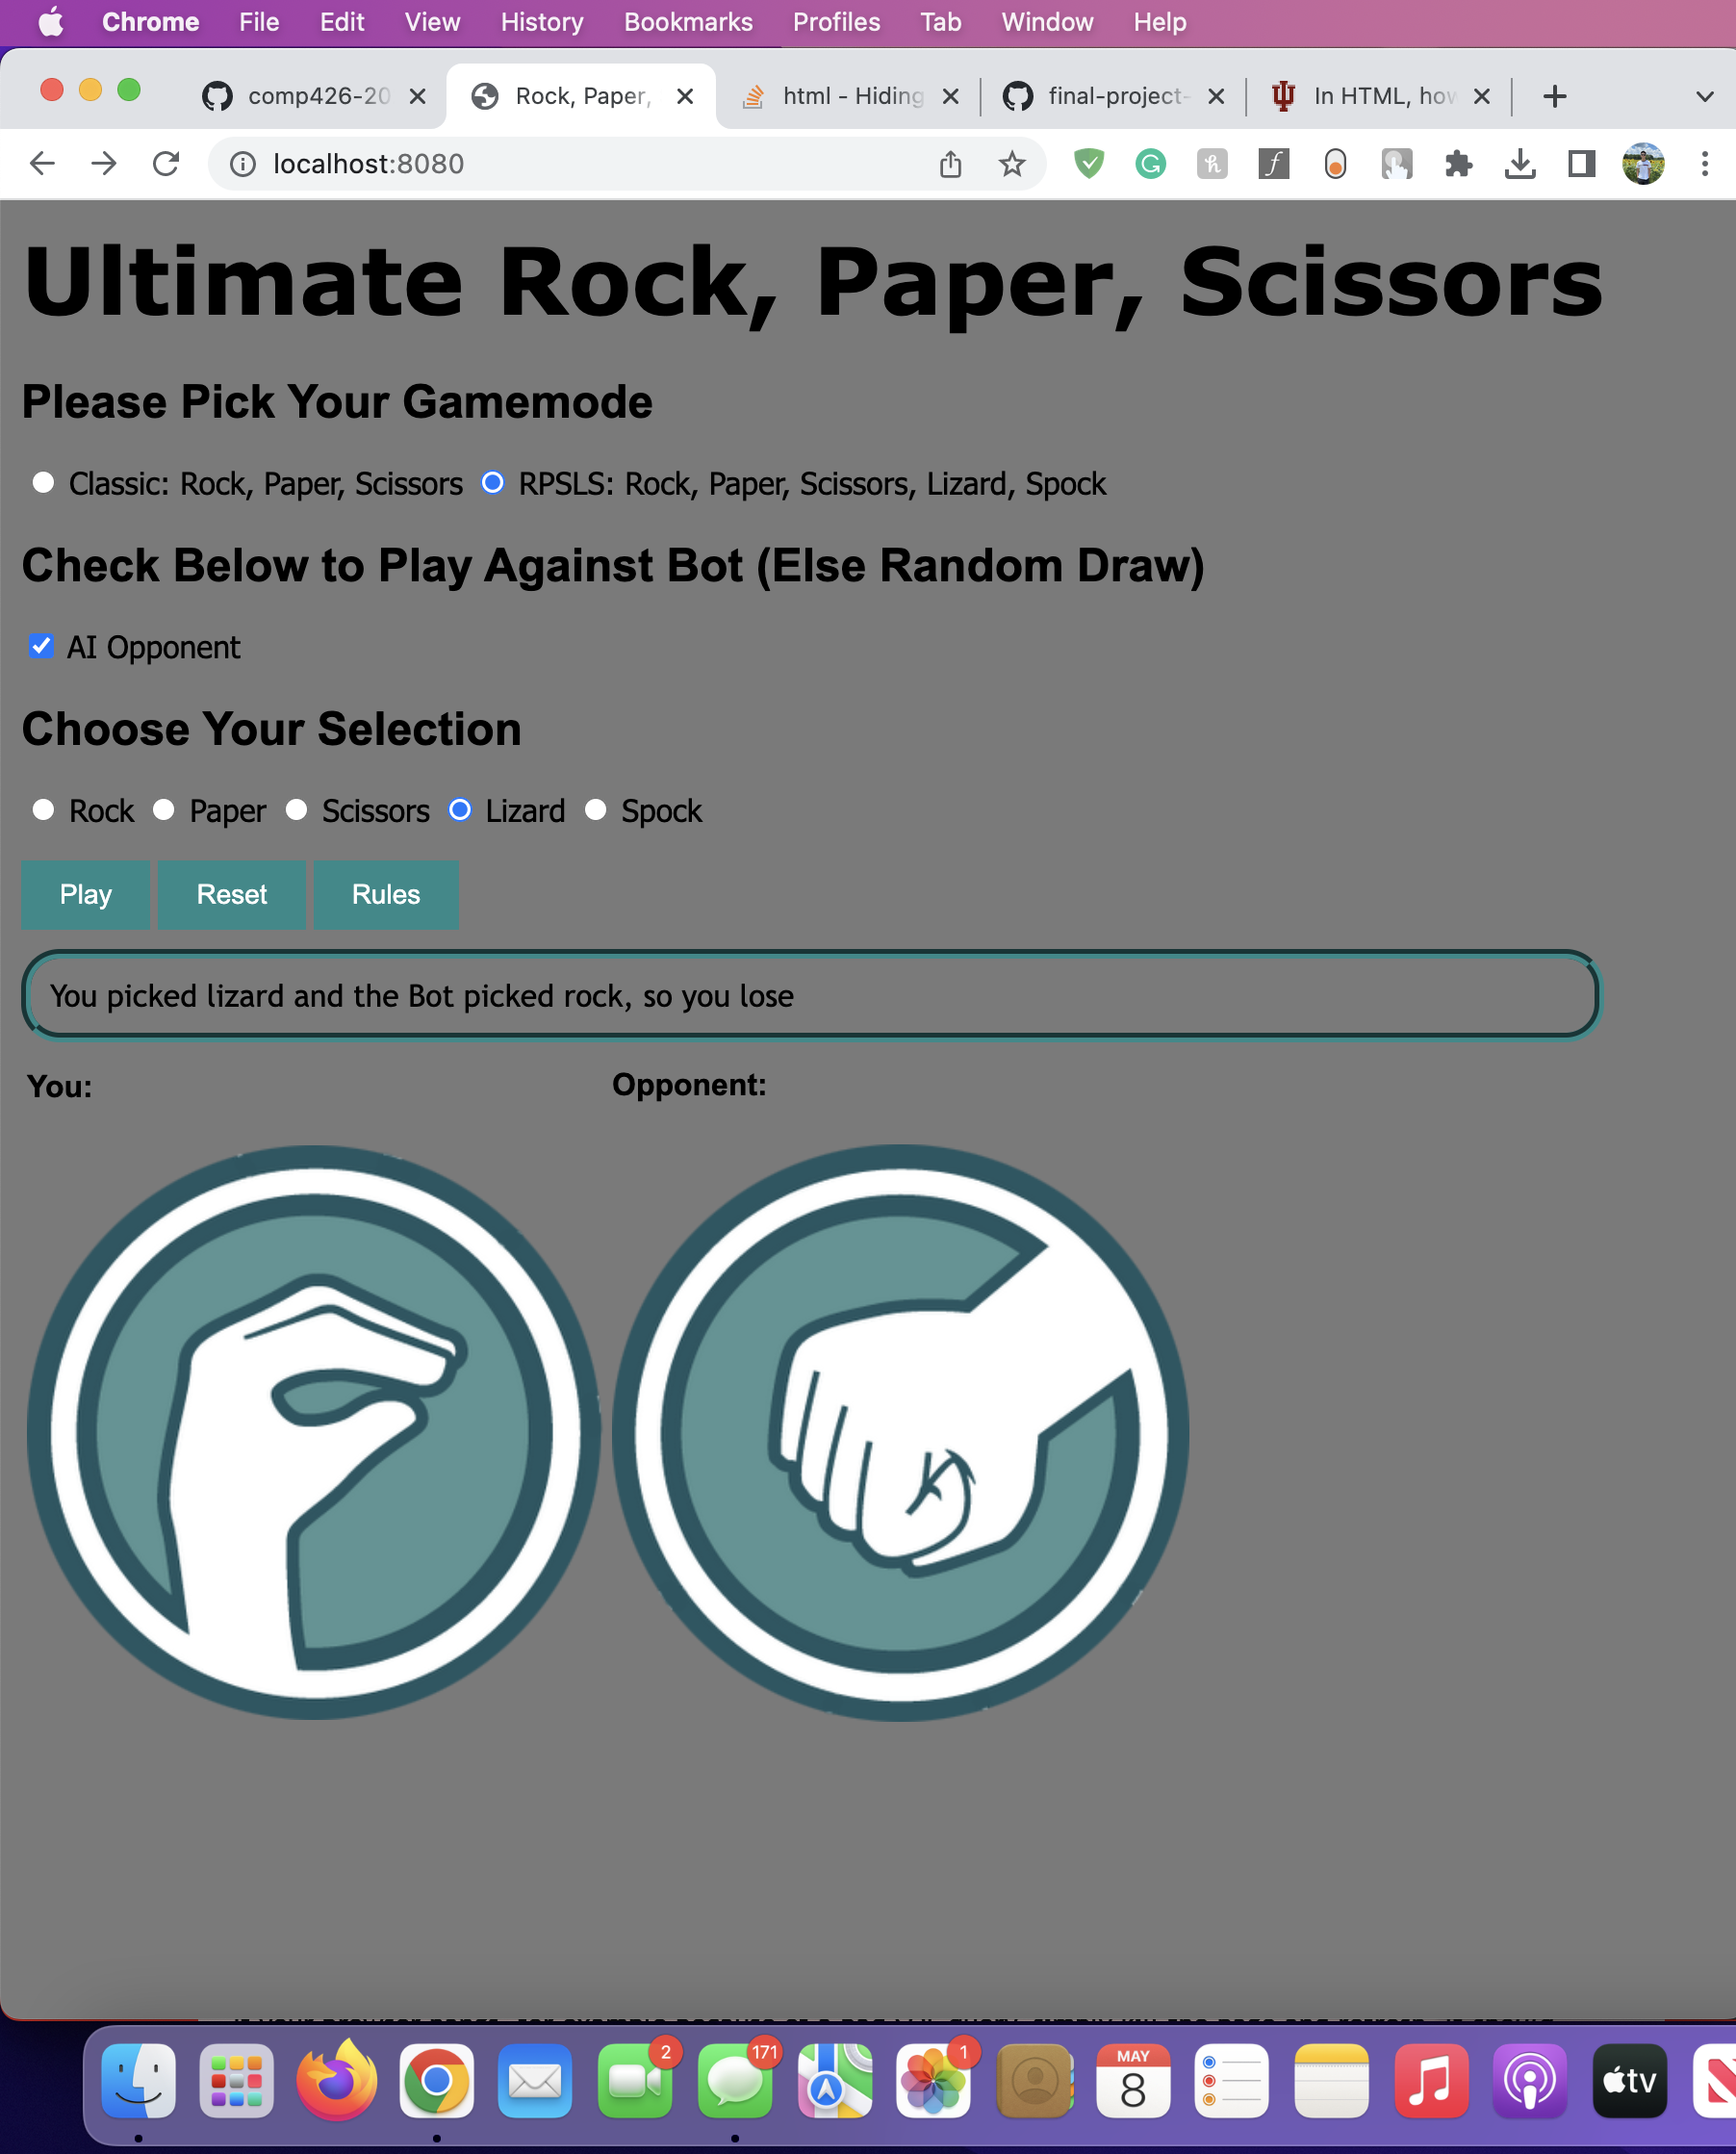 Chrome File Edit View History Bookmarks Profiles Tab Window Help
comp426-20 Rock, Paper, html - Hiding final-project- In HTML, how
localhost:8080
Ultimate Rock, Paper, Scissors
Please Pick Your Gamemode
Classic: Rock, Paper, Scissors RPSLS: Rock, Paper, Scissors, Lizard, Spock
Check Below to Play Against Bot (Else Random Draw)
AI Opponent
Choose Your Selection
Rock Paper Scissors Lizard Spock
Play Reset Rules
You picked lizard and the Bot picked rock, so you lose
You: Opponent:
2 171 1 MAY
8 tv